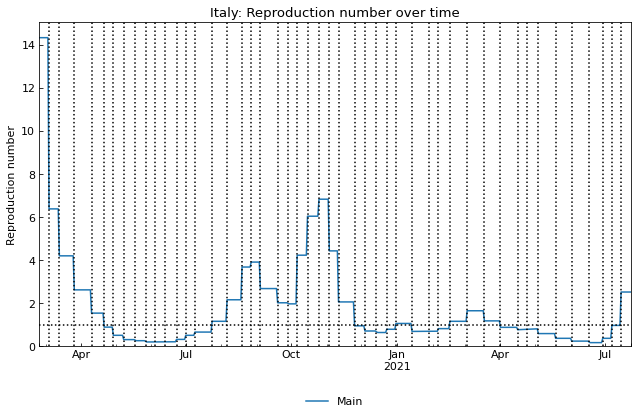 Italy: Reproduction number over time
Reproduction number
14
12
10
8
6
4
2
0
Apr
Jul
Oct
Jan
2021
Apr
Jul
Main